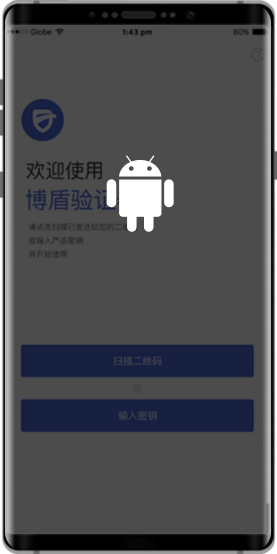 Globe
1:43 pm
80%
?
欢迎使用
博盾验证
请点击扫描已发送给您的二维
或输入产品密钥
并开始使用
扫描二维码
或
输入密钥